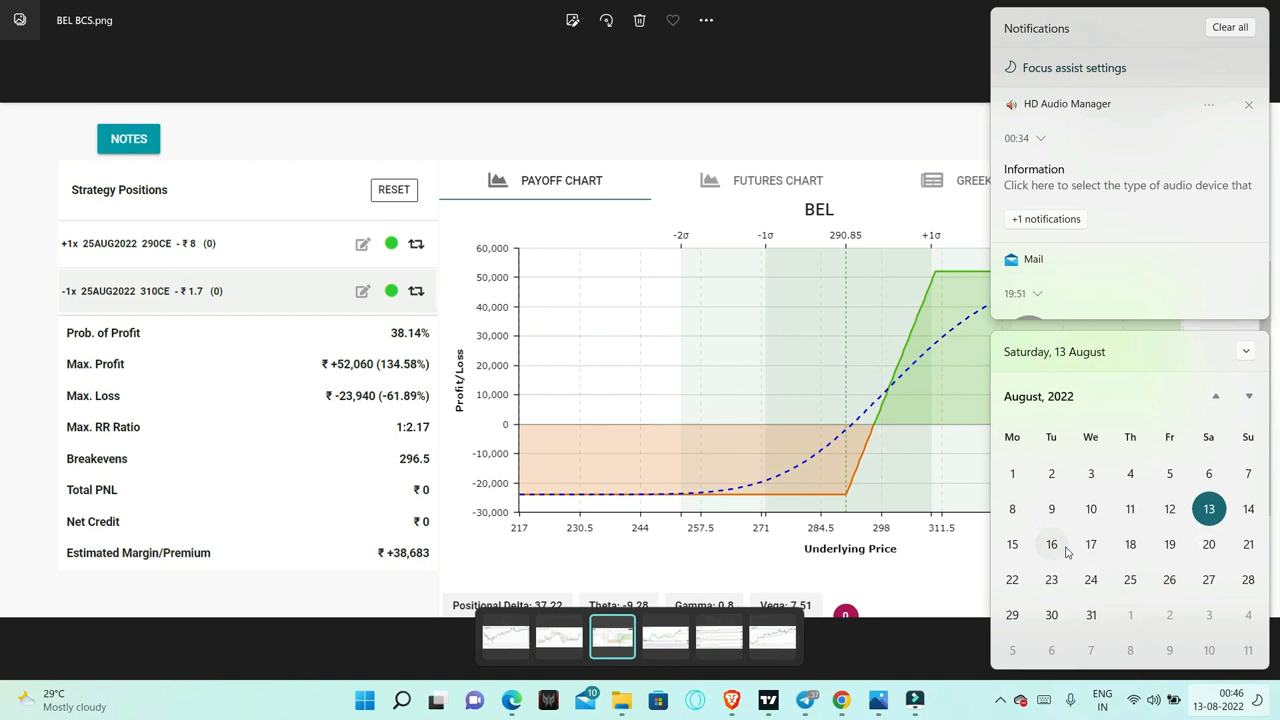 BEL BCS.png
NOTES
Strategy Positions
RESET
+1x 25AUG2022 290CE - ₹ 8 (0)
-1x 25AUG2022 310CE - ₹ 1.7 (0)
Prob. of Profit 38.14%
Max. Profit ₹ +52,060 (134.58%)
Max. Loss ₹ -23,940 (-61.89%)
Max. RR Ratio 1:2.17
Breakevens 296.5
Total PNL ₹ 0
Net Credit ₹ 0
Estimated Margin/Premium ₹ +38,683
PAYOFF CHART FUTURES CHART GREEK
BEL
-2σ -1σ 290.85 +1σ
60,000
50,000
40,000
30,000
20,000
10,000
0
-10,000
-20,000
-30,000
Profit/Loss
217 230.5 244 257.5 271 284.5 298 311.5
Underlying Price
Positional Delta: 37.22 Theta: -9.28 Gamma: 0.8 Vega: 7.51
0
Notifications Clear all
Focus assist settings
HD Audio Manager
00:34
Information
Click here to select the type of audio device that
+1 notifications
Mail
19:51
Saturday, 13 August
August, 2022
Mo Tu We Th Fr Sa Su
1 2 3 4 5 6 7
8 9 10 11 12 13 14
15 16 17 18 19 20 21
22 23 24 25 26 27 28
29 30 31 1 2 3 4
5 6 7 8 9 10 11
29°C
Mostly cloudy
10
37
ENG
IN
00:46
13-08-2022